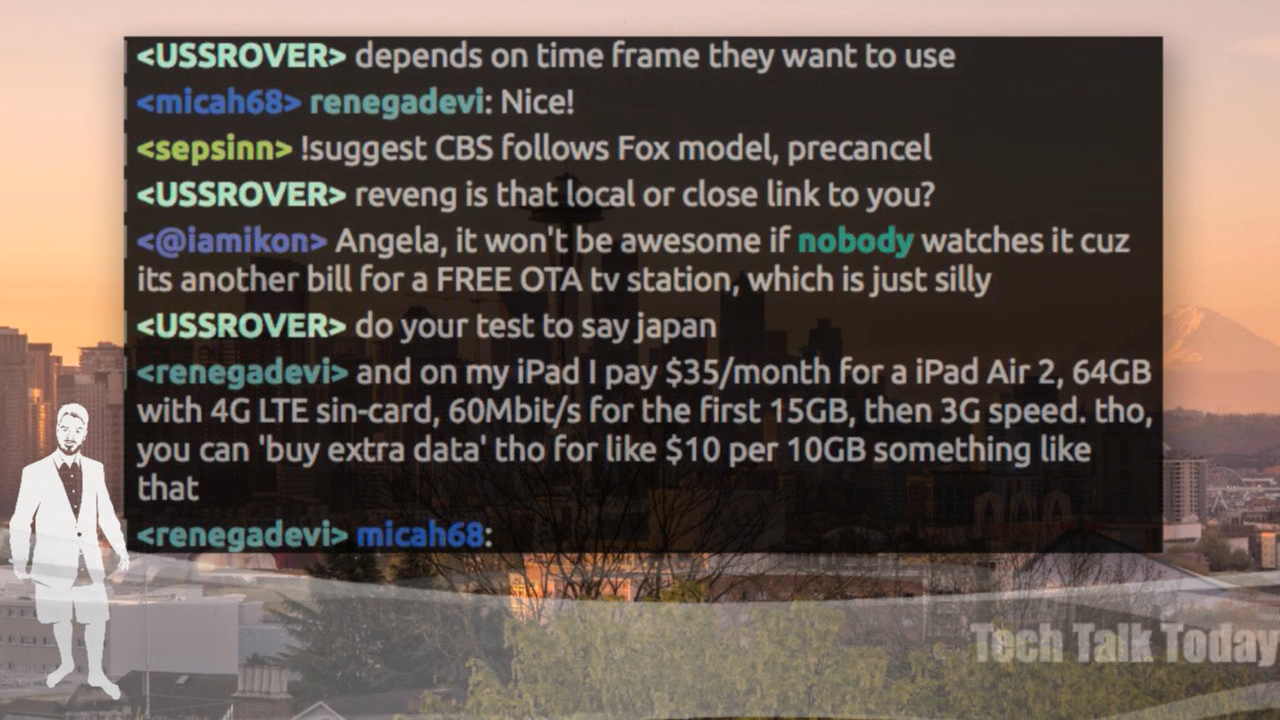 <USSROVER> depends on time frame they want to use
<micah68> renegadevi: Nice!
<sepsinn> !suggest CBS follows Fox model, precancel
<USSROVER> reveng is that local or close link to you?
<@iamikon> Angela, it won't be awesome if nobody watches it cuz
its another bill for a FREE OTA tv station, which is just silly
<USSROVER> do your test to say japan
<renegadevi> and on my iPad I pay $35/month for a iPad Air 2, 64GB
with 4G LTE sin-card, 60Mbit/s for the first 15GB, then 3G speed. tho,
you can 'buy extra data' tho for like $10 per 10GB something like
that
<renegadevi> micah68:
Tech Talk Today